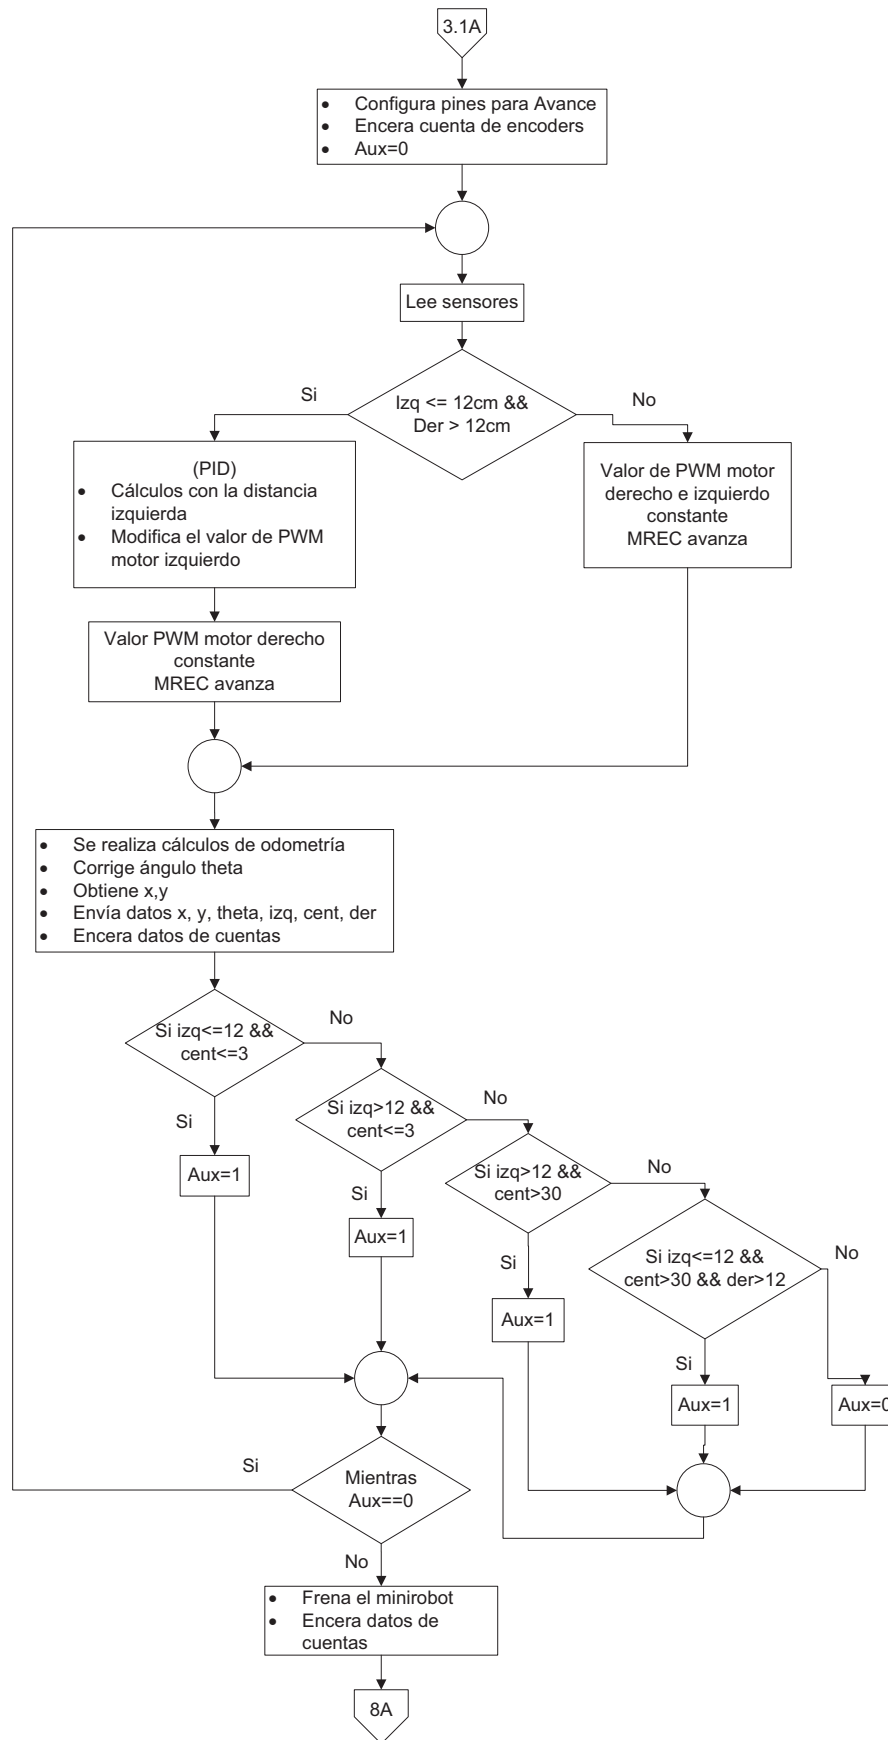 3.1A
• Configura pines para Avance
• Encera cuenta de encoders
• Aux=0
Lee sensores
Si
Izq <= 12cm &&
Der > 12cm
No
(PID)
• Cálculos con la distancia
izquierda
• Modifica el valor de PWM
motor izquierdo
Valor de PWM motor
derecho e izquierdo
constante
MREC avanza
Valor PWM motor derecho
constante
MREC avanza
• Se realiza cálculos de odometría
• Corrige ángulo theta
• Obtiene x,y
• Envía datos x, y, theta, izq, cent, der
• Encera datos de cuentas
Si izq<=12 &&
cent<=3
No
Si
Aux=1
Si izq>12 &&
cent<=3
No
Si
Aux=1
Si izq>12 &&
cent>30
No
Si
Aux=1
Si izq<=12 &&
cent>30 && der>12
No
Si
Aux=1
Aux=0
Si
Mientras
Aux==0
No
• Frena el minirobot
• Encera datos de
cuentas
8A